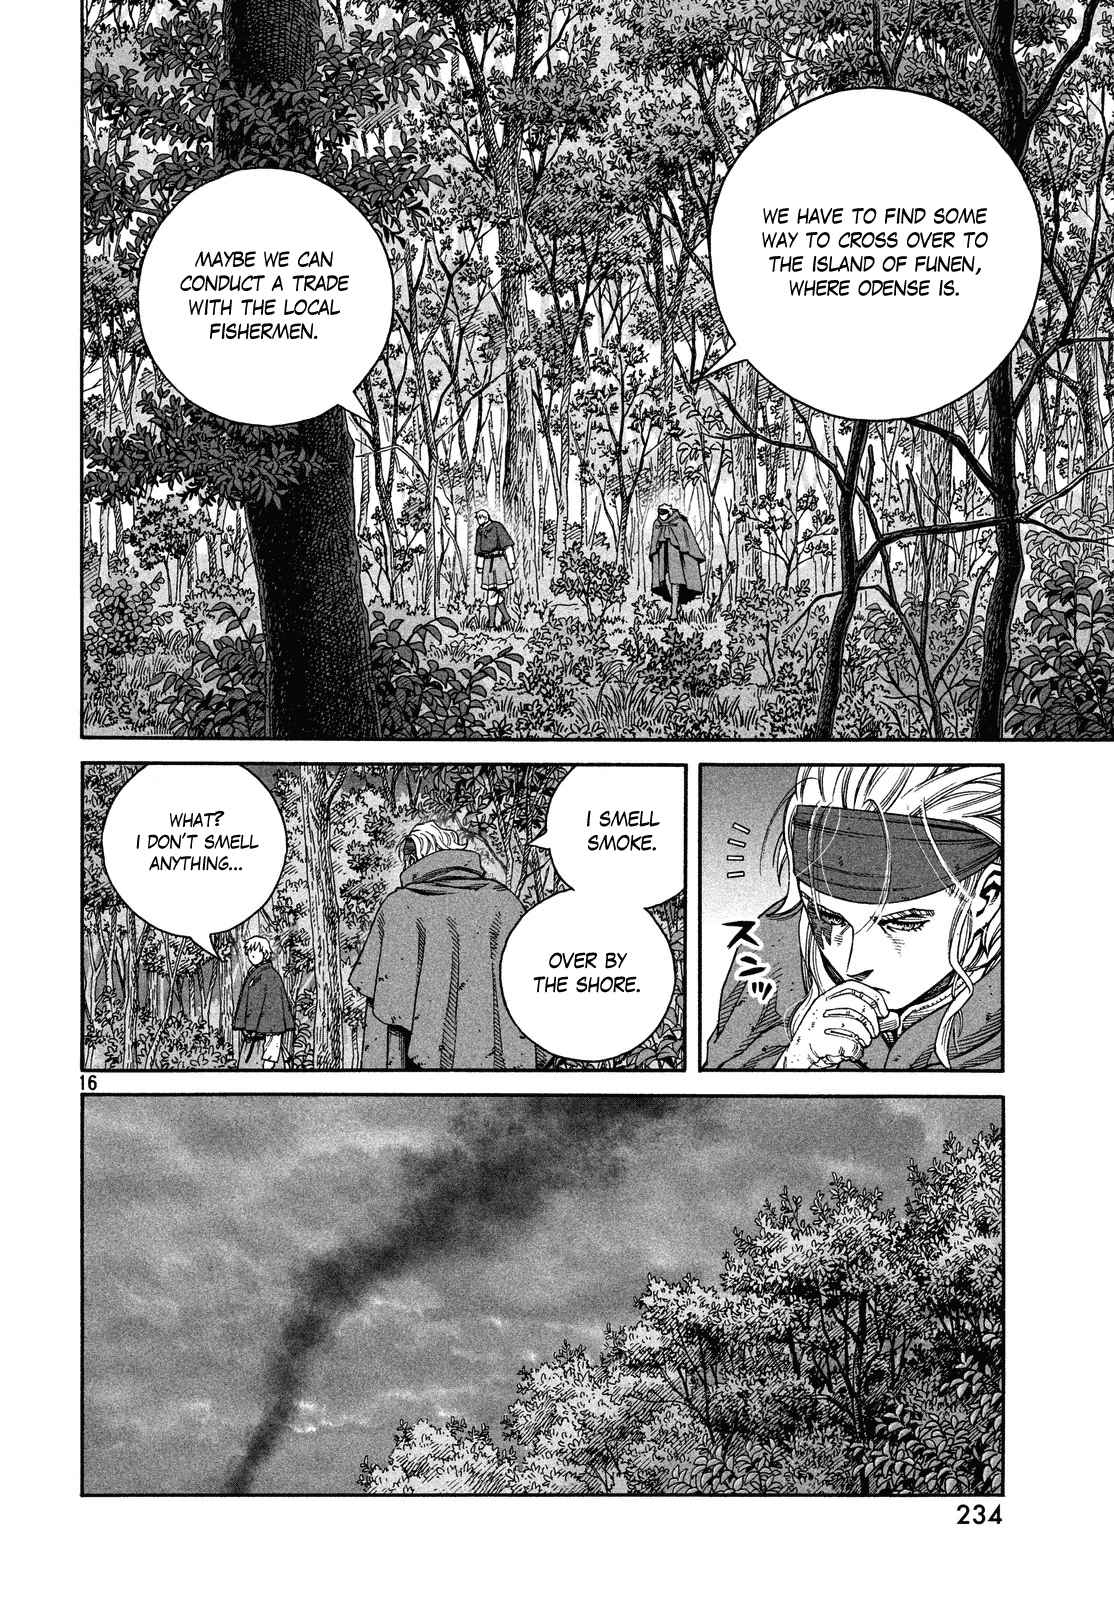 WE HAVE TO FIND SOME
WAY TO CROSS OVER TO
THE ISLAND OF FUNEN,
WHERE ODENSE IS.
MAYBE WE CAN
CONDUCT A TRADE
WITH THE LOCAL
FISHERMEN.
スンッ
I SMELL
SMOKE.
OVER BY
THE SHORE.
WHAT?
I DON'T SMELL
ANYTHING...
16
234